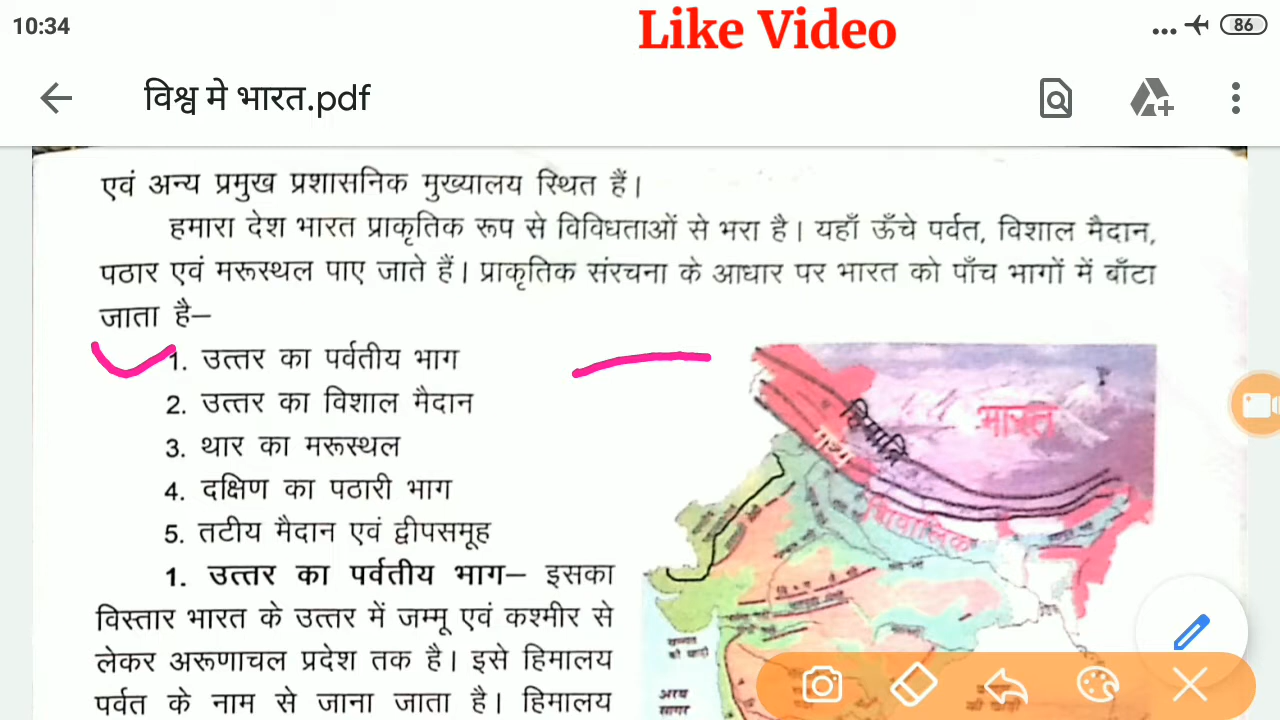 10:34
Like Video
86
विश्व मे भारत.pdf
एवं अन्य प्रमुख प्रशासनिक मुख्यालय स्थित हैं।
हमारा देश भारत प्राकृतिक रूप से विविधताओं से भरा है। यहाँ ऊँचे पर्वत, विशाल मैदान,
पठार एवं मरूस्थल पाए जाते हैं। प्राकृतिक संरचना के आधार पर भारत को पाँच भागों में बाँटा
जाता है–
1. उत्तर का पर्वतीय भाग
2. उत्तर का विशाल मैदान
3. थार का मरूस्थल
4. दक्षिण का पठारी भाग
5. तटीय मैदान एवं द्वीपसमूह
1. उत्तर का पर्वतीय भाग– इसका
विस्तार भारत के उत्तर में जम्मू एवं कश्मीर से
लेकर अरूणाचल प्रदेश तक है। इसे हिमालय
पर्वत के नाम से जाना जाता है। हिमालय
भारत
मध्य
शिवालिक
अरब
सागर